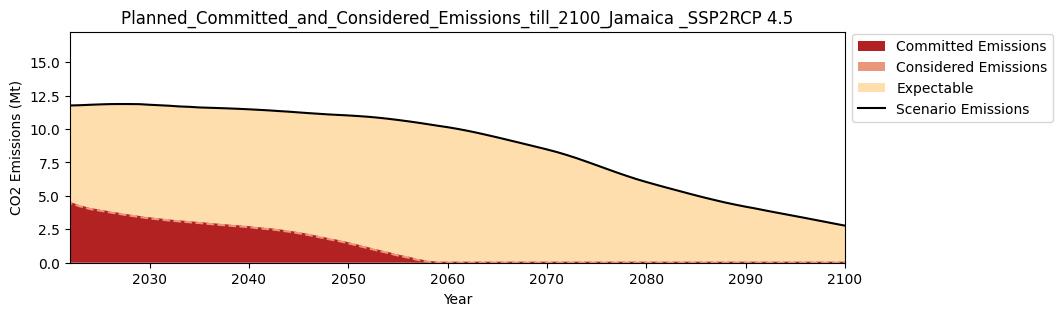 Planned_Committed_and_Considered_Emissions_till_2100_Jamaica _SSP2RCP 4.5
CO2 Emissions (Mt)
15.0
12.5
10.0
7.5
5.0
2.5
0.0
2030 2040 2050 2060 2070 2080 2090 2100
Year
Committed Emissions
Considered Emissions
Expectable
Scenario Emissions